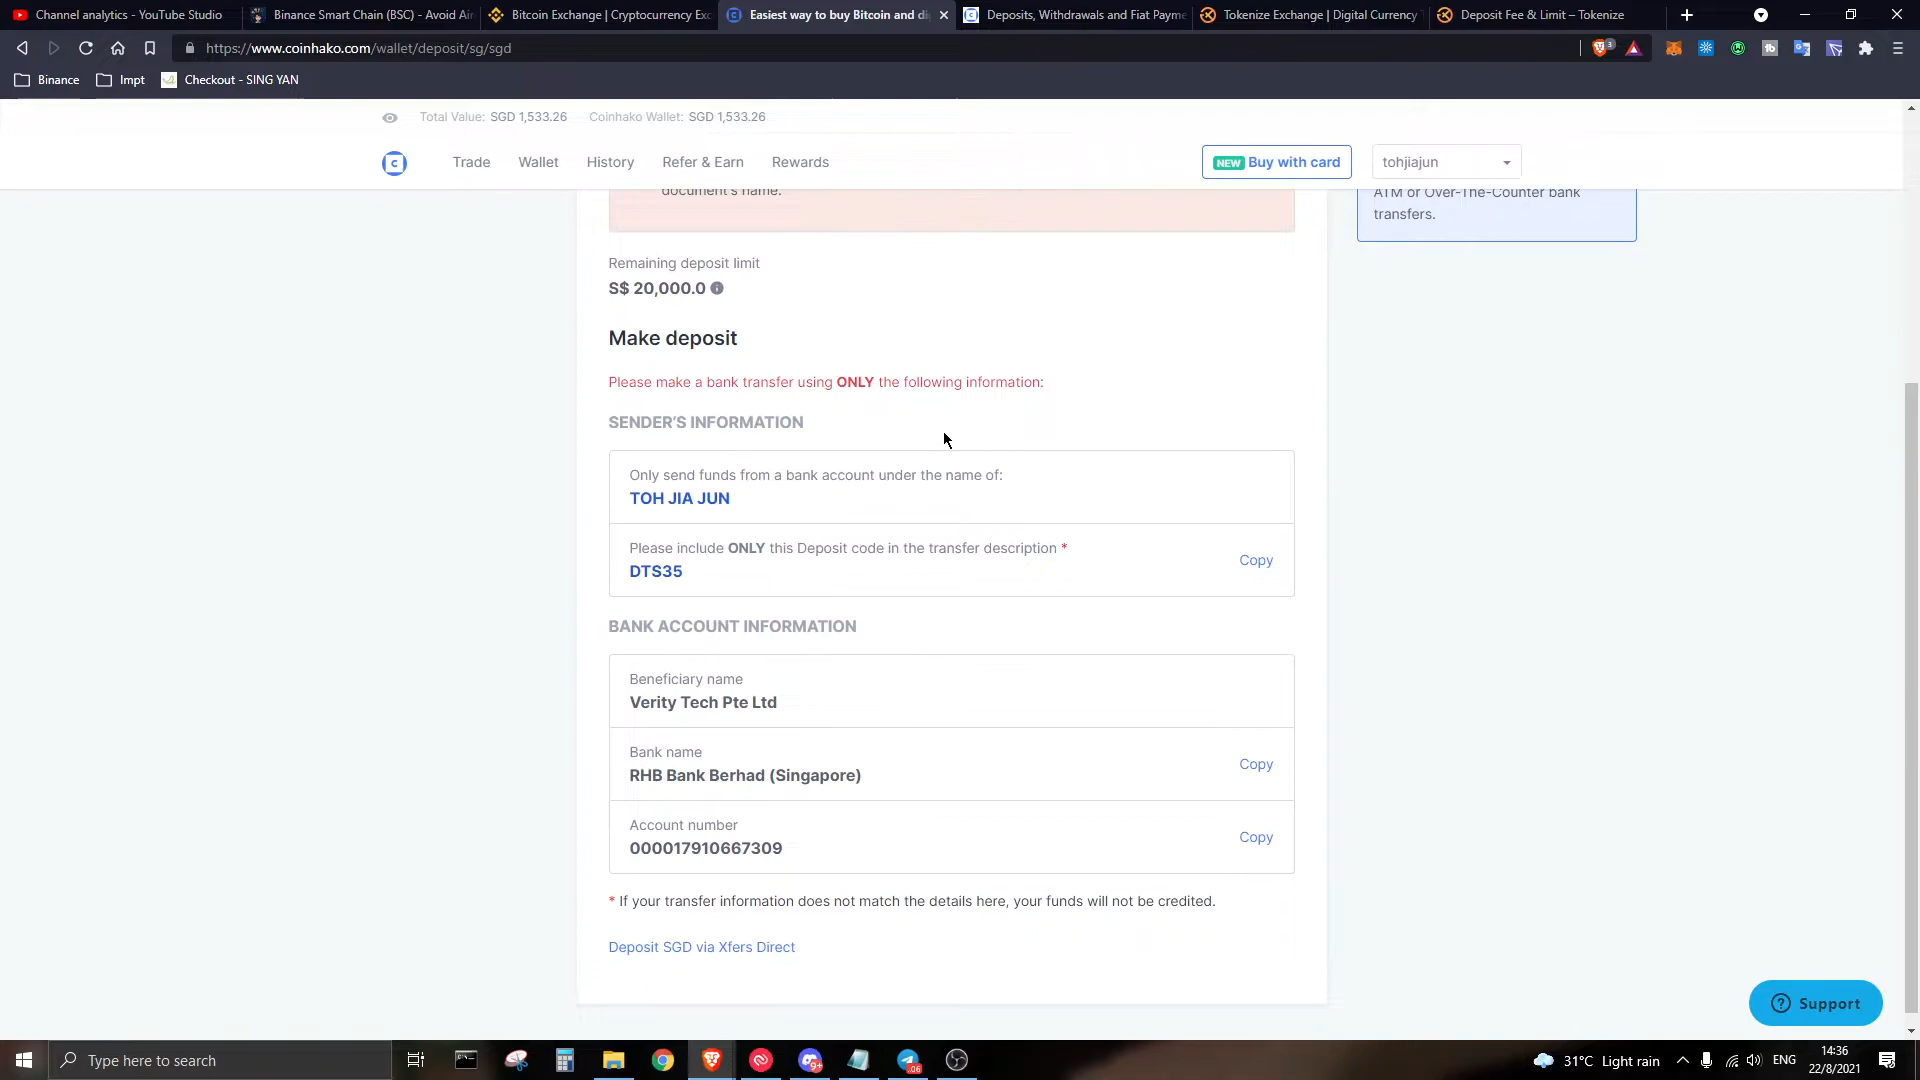 Channel analytics - YouTube Studio
Binance Smart Chain (BSC) - Avoid Air
Bitcoin Exchange | Cryptocurrency Exc
Easiest way to buy Bitcoin and di
Deposits, Withdrawals and Fiat Payme
Tokenize Exchange | Digital Currency T
Deposit Fee & Limit – Tokenize
https://www.coinhako.com/wallet/deposit/sg/sgd
3
Binance
Impt
Checkout - SING YAN
Total Value: SGD 1,533.26
Coinhako Wallet: SGD 1,533.26
Trade
Wallet
History
Refer & Earn
Rewards
NEW Buy with card
tohjiajun
document's name.
ATM or Over-The-Counter bank
transfers.
Remaining deposit limit
S$ 20,000.0
Make deposit
Please make a bank transfer using ONLY the following information:
SENDER'S INFORMATION
Only send funds from a bank account under the name of:
TOH JIA JUN
Please include ONLY this Deposit code in the transfer description *
DTS35
Copy
BANK ACCOUNT INFORMATION
Beneficiary name
Verity Tech Pte Ltd
Bank name
RHB Bank Berhad (Singapore)
Copy
Account number
000017910667309
Copy
* If your transfer information does not match the details here, your funds will not be credited.
Deposit SGD via Xfers Direct
Support
Type here to search
31°C Light rain
ENG
14:36
22/8/2021